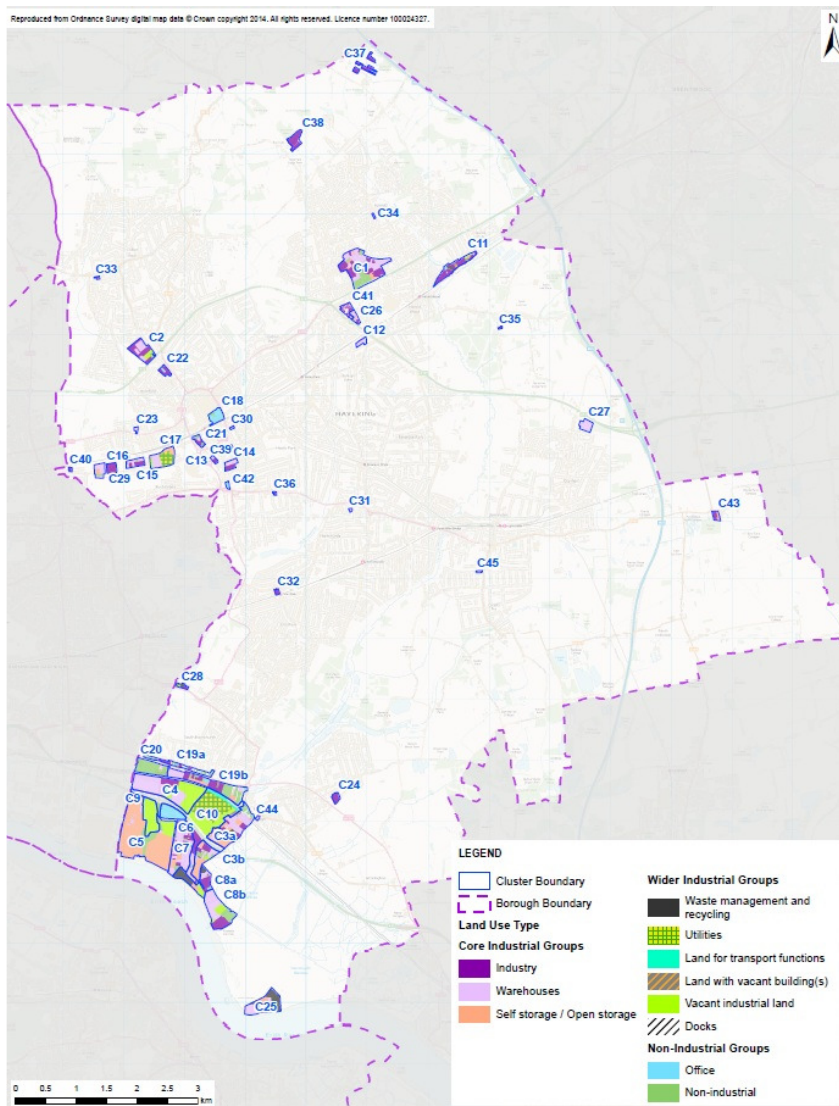 Reproduced from Ordnance Survey digital map data © Crown copyright 2014. All rights reserved. Licence number 100024327.
N
C37
C38
C34
C11
C33
C1
C41
C26
C35
C12
C2
C22
C18
C27
C30
C23
C21
C17
C39
C16
C14
C40
C13
C15
C29
C42
C36
C31
C43
C45
C32
C28
C20
C19a
C19b
C4
C24
C9
C10
C44
C6
C3a
C5
C7
C3b
C8a
C8b
C25
HAVERING
LEGEND
Cluster Boundary
Borough Boundary
Land Use Type
Core Industrial Groups
Industry
Warehouses
Self storage / Open storage
Wider Industrial Groups
Waste management and
recycling
Utilities
Land for transport functions
Land with vacant building(s)
Vacant industrial land
Docks
Non-Industrial Groups
Office
Non-industrial
0 0.5 1 1.5 2 2.5 3
km